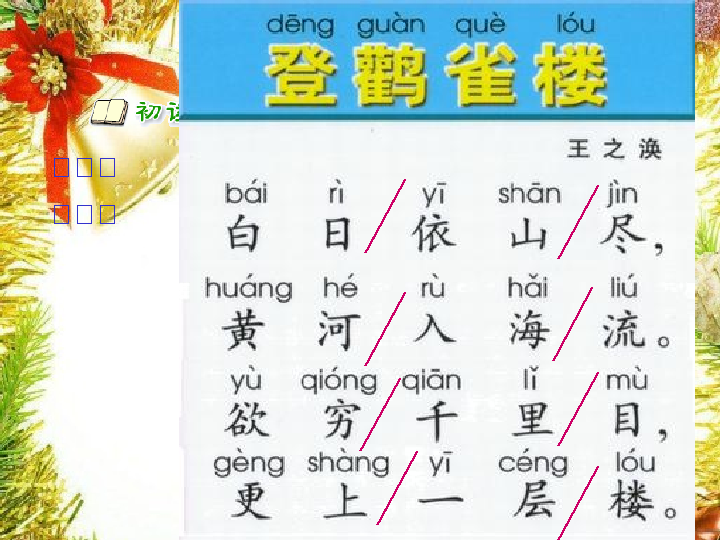 dēng guàn què lóu
登鹳雀楼
初读
王之涣
bái rì yī shān jìn
白日依山尽，
huáng hé rù hǎi liú
黄河入海流。
yù qióng qiān lǐ mù
欲穷千里目，
gèng shàng yī céng lóu
更上一层楼。